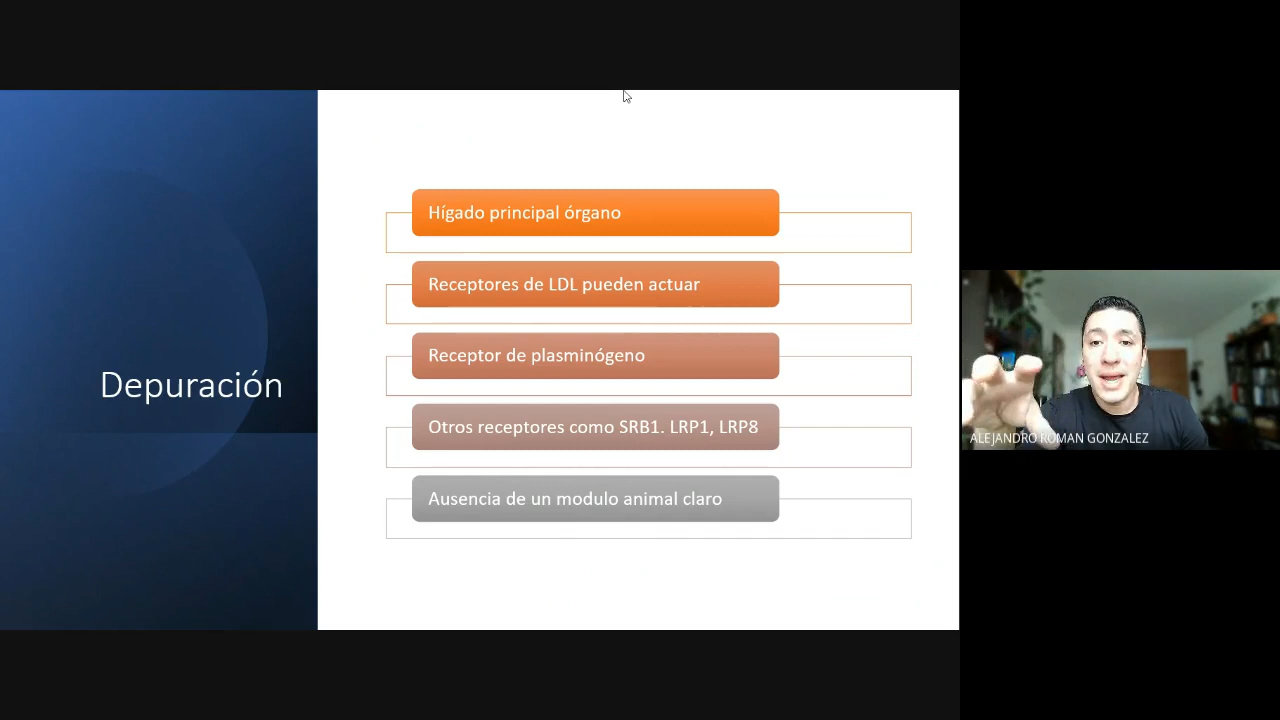 Depuración
Hígado principal órgano
Receptores de LDL pueden actuar
Receptor de plasminógeno
Otros receptores como SRB1. LRP1, LRP8
Ausencia de un modulo animal claro
ALEJANDRO ROMAN GONZALEZ